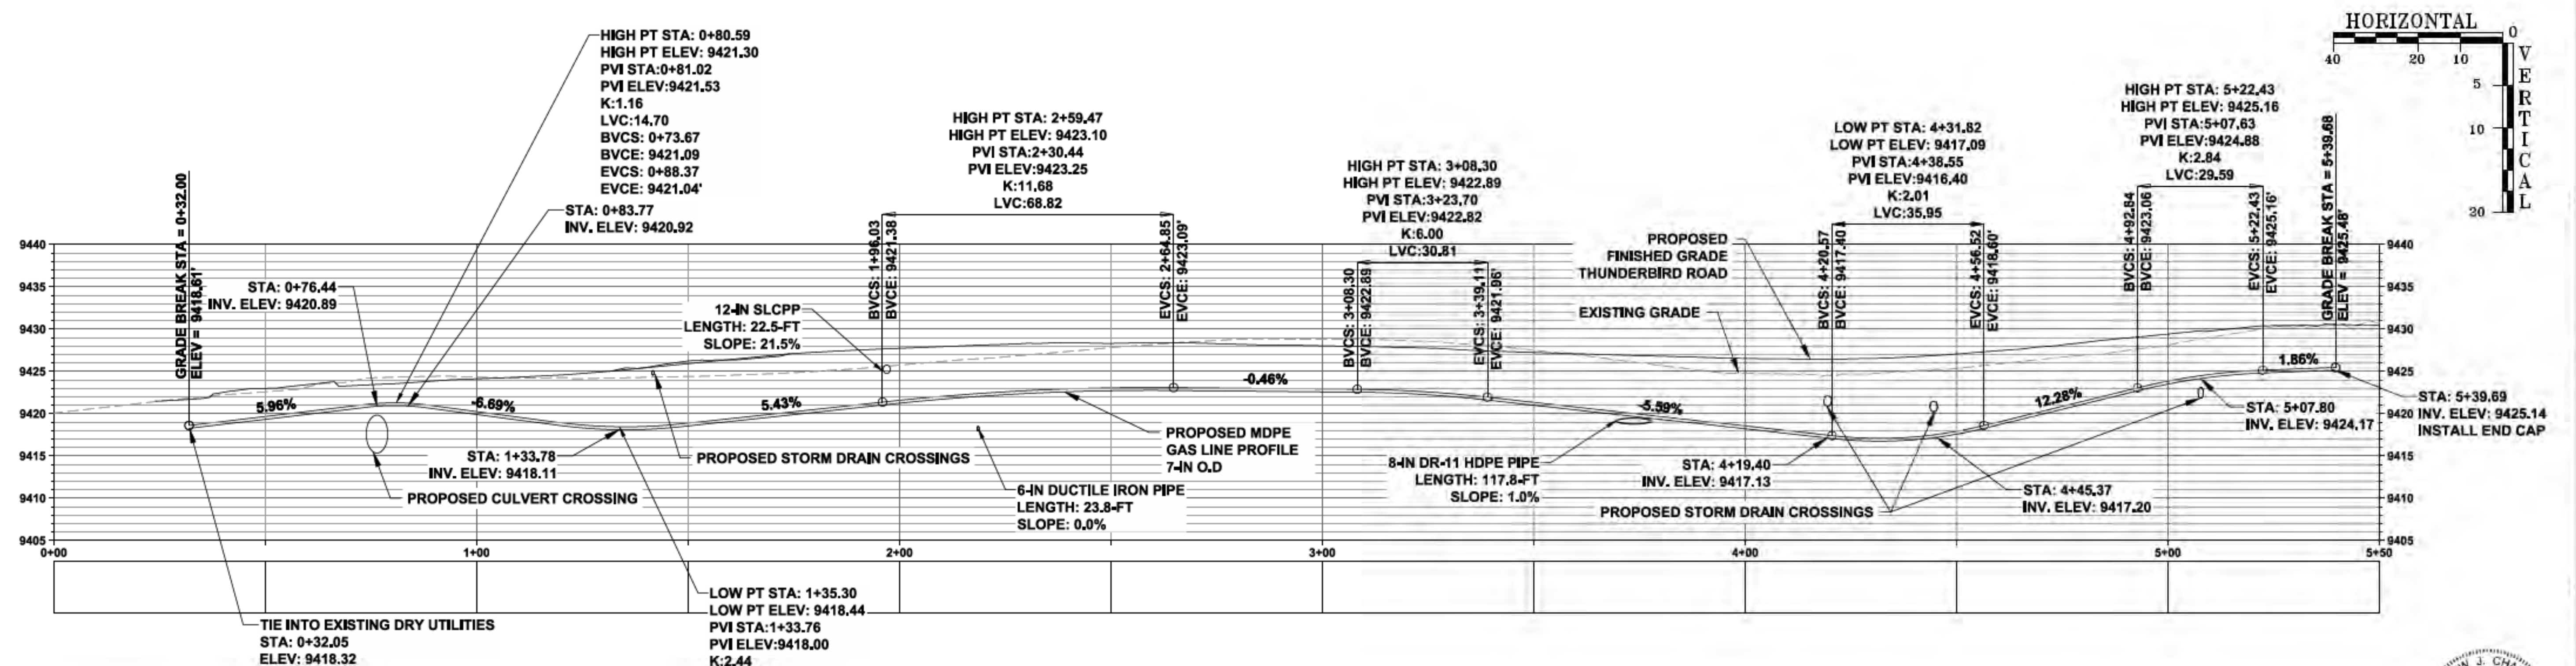 HORIZONTAL
0
40
20
10
5
10
20
VERTICAL
HIGH PT STA: 0+80.59
HIGH PT ELEV: 9421.30
PVI STA:0+81.02
PVI ELEV:9421.53
K:1.16
LVC:14.70
BVCS: 0+73.67
BVCE: 9421.09
EVCS: 0+88.37
EVCE: 9421.04'
STA: 0+83.77
INV. ELEV: 9420.92
HIGH PT STA: 2+59.47
HIGH PT ELEV: 9423.10
PVI STA:2+30.44
PVI ELEV:9423.25
K:11.68
LVC:68.82
HIGH PT STA: 3+08.30
HIGH PT ELEV: 9422.89
PVI STA:3+23.70
PVI ELEV:9422.82
K:6.00
LVC:30.81
LOW PT STA: 4+31.82
LOW PT ELEV: 9417.09
PVI STA:4+38.55
PVI ELEV:9416.40
K:2.01
LVC:35.95
HIGH PT STA: 5+22.43
HIGH PT ELEV: 9425.16
PVI STA:5+07.63
PVI ELEV:9424.88
K:2.84
LVC:29.59
GRADE BREAK STA = 0+32.00
ELEV = 9418.61'
BVCS: 1+96.03
BVCE: 9421.38
EVCS: 2+64.85
EVCE: 9423.09'
BVCS: 3+08.30
BVCE: 9422.89
EVCS: 3+39.11
EVCE: 9421.96'
BVCS: 4+20.57
BVCE: 9417.40
EVCS: 4+56.52
EVCE: 9418.60'
BVCS: 4+92.84
BVCE: 9423.06
EVCS: 5+22.43
EVCE: 9425.16'
GRADE BREAK STA = 5+39.68
ELEV = 9425.48'
9440
9435
9430
9425
9420
9415
9410
9405
9440
9435
9430
9425
9420
9415
9410
9405
STA: 0+76.44
INV. ELEV: 9420.89
12-IN SLCPP
LENGTH: 22.5-FT
SLOPE: 21.5%
PROPOSED
FINISHED GRADE
THUNDERBIRD ROAD
EXISTING GRADE
5.96%
-6.69%
5.43%
-0.46%
-5.59%
12.28%
1.86%
STA: 1+33.78
INV. ELEV: 9418.11
PROPOSED CULVERT CROSSING
PROPOSED STORM DRAIN CROSSINGS
6-IN DUCTILE IRON PIPE
LENGTH: 23.8-FT
SLOPE: 0.0%
PROPOSED MDPE
GAS LINE PROFILE
7-IN O.D
8-IN DR-11 HDPE PIPE
LENGTH: 117.8-FT
SLOPE: 1.0%
STA: 4+19.40
INV. ELEV: 9417.13
PROPOSED STORM DRAIN CROSSINGS
STA: 4+45.37
INV. ELEV: 9417.20
STA: 5+07.80
INV. ELEV: 9424.17
STA: 5+39.69
INV. ELEV: 9425.14
INSTALL END CAP
0+00
1+00
2+00
3+00
4+00
5+00
5+50
TIE INTO EXISTING DRY UTILITIES
STA: 0+32.05
ELEV: 9418.32
LOW PT STA: 1+35.30
LOW PT ELEV: 9418.44
PVI STA:1+33.76
PVI ELEV:9418.00
K:2.44